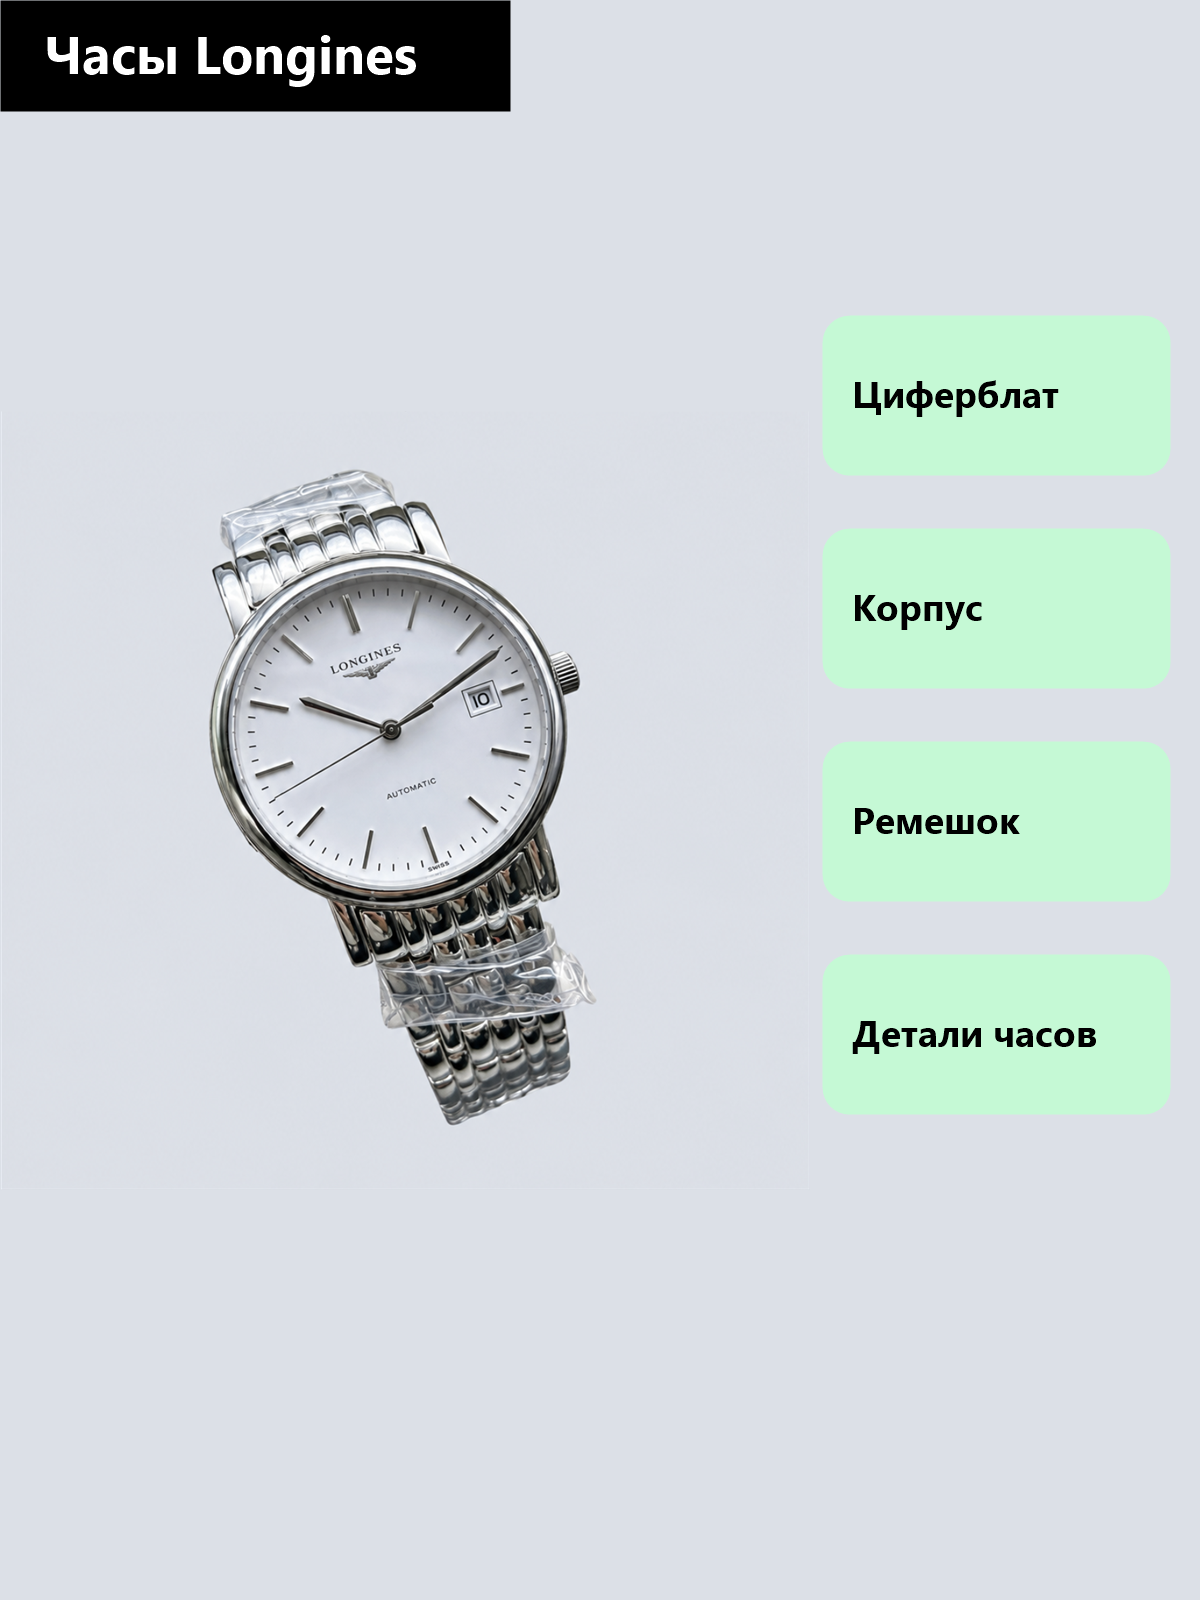 Часы Longines
Циферблат
LONGINES
Корпус
10
AUTOMATIC
Ремешок
SWISS
Детали часов